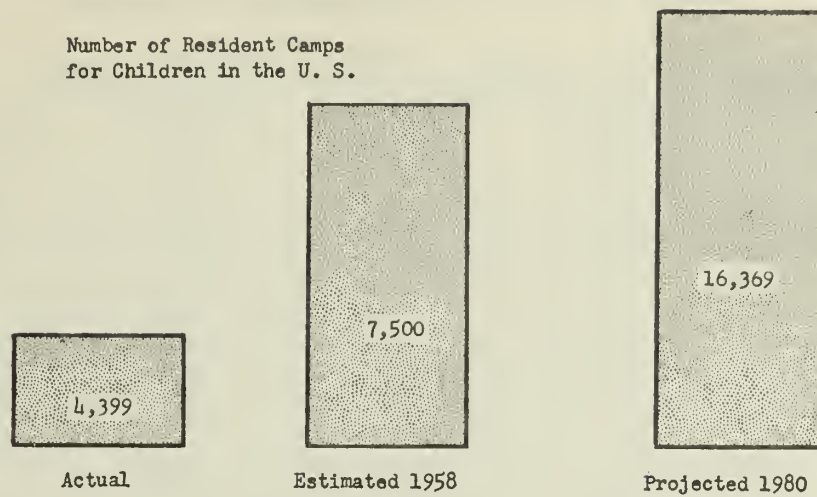 Number of Resident Camps
for Children in the U. S.
16,369
7,500
4,399
Actual
Estimated 1958
Projected 1980